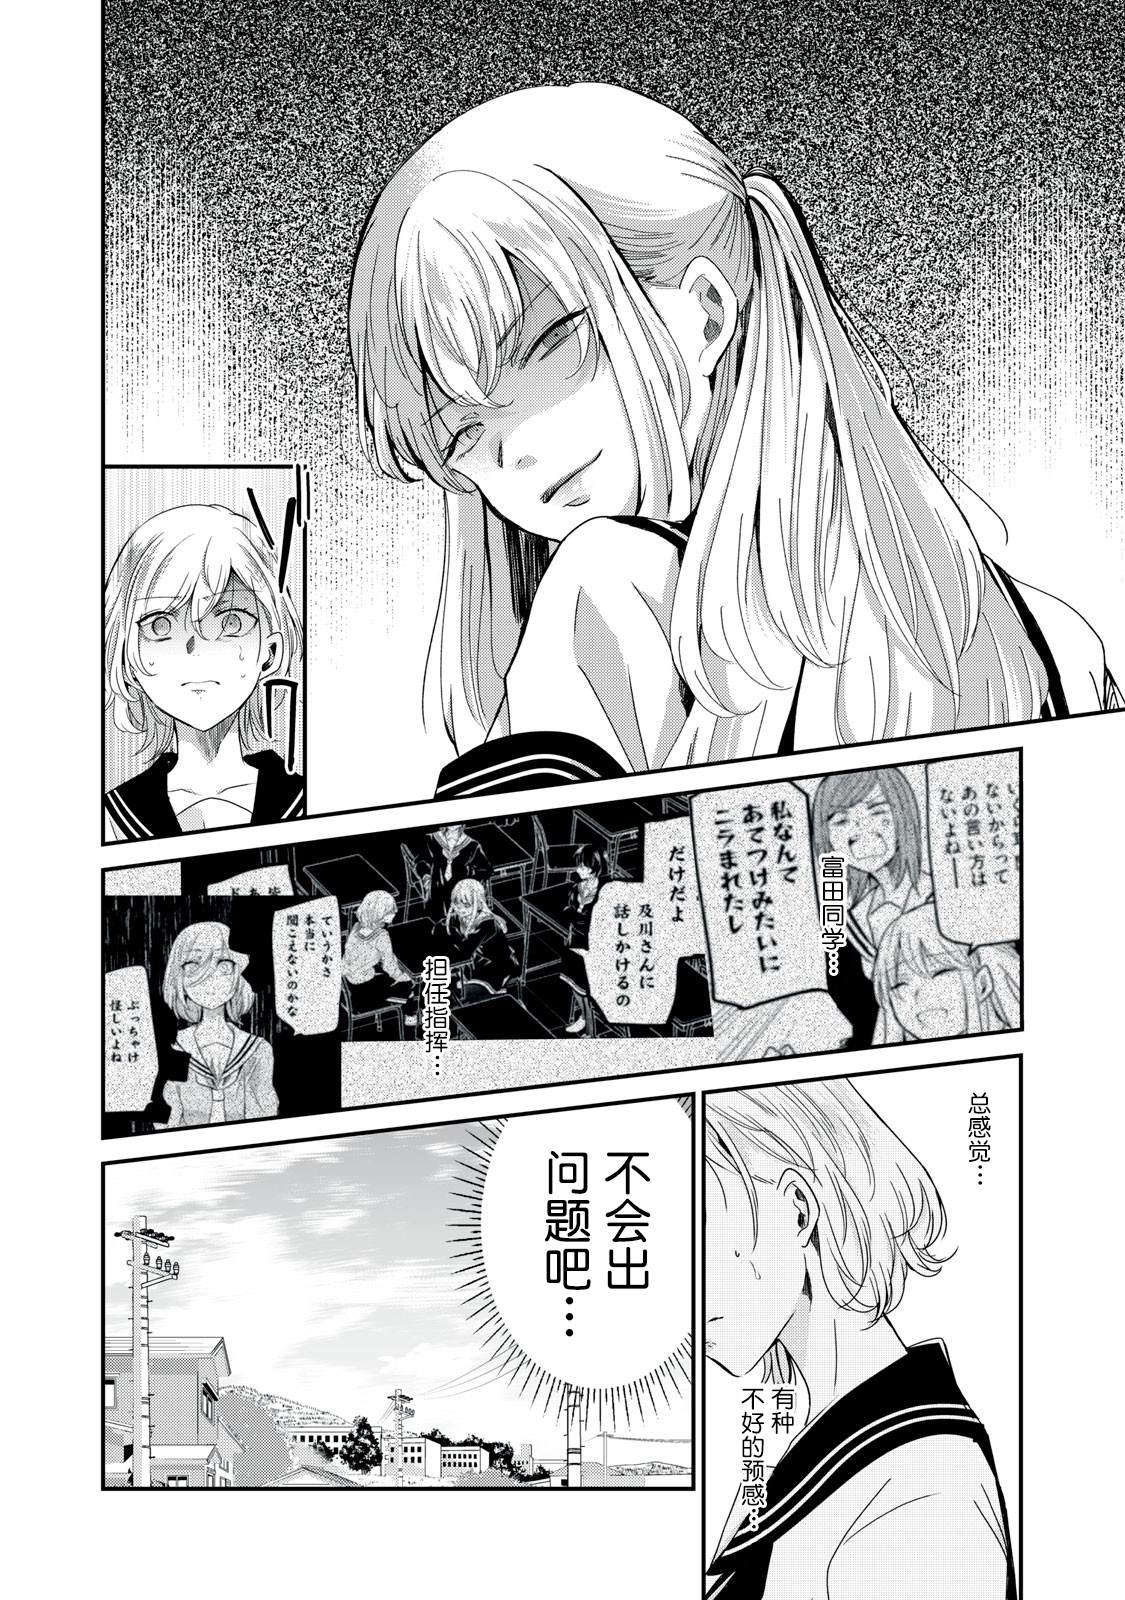 いと
ないからって
あの言い方は
ないよねー
私なんて
あてつけみたいに
ニラまれたし
富田同学…
だけだよ
及川さんに
話しかけるの
担任指挥…
ていうかさ
本当に
聞こえないのかな
ぶっちゃけ
怪しいよね
总感觉…
有种
不好的预感…
不会出
问题吧…